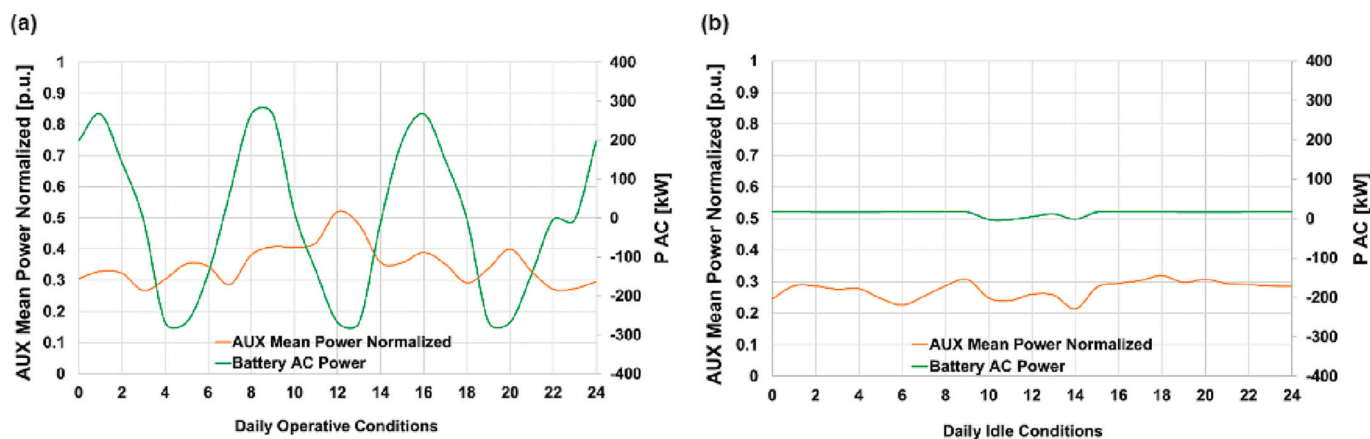 (a)
AUX Mean Power Normalized [p.u.]
1
0.9
0.8
0.7
0.6
0.5
0.4
0.3
0.2
0.1
0
400
300
200
100
0
-100
-200
-300
-400
P AC [kW]
AUX Mean Power Normalized
Battery AC Power
0 2 4 6 8 10 12 14 16 18 20 22 24
Daily Operative Conditions
(b)
AUX Mean Power Normalized [p.u.]
1
0.9
0.8
0.7
0.6
0.5
0.4
0.3
0.2
0.1
0
400
300
200
100
0
-100
-200
-300
-400
P AC [kW]
AUX Mean Power Normalized
Battery AC Power
0 2 4 6 8 10 12 14 16 18 20 22 24
Daily Idle Conditions